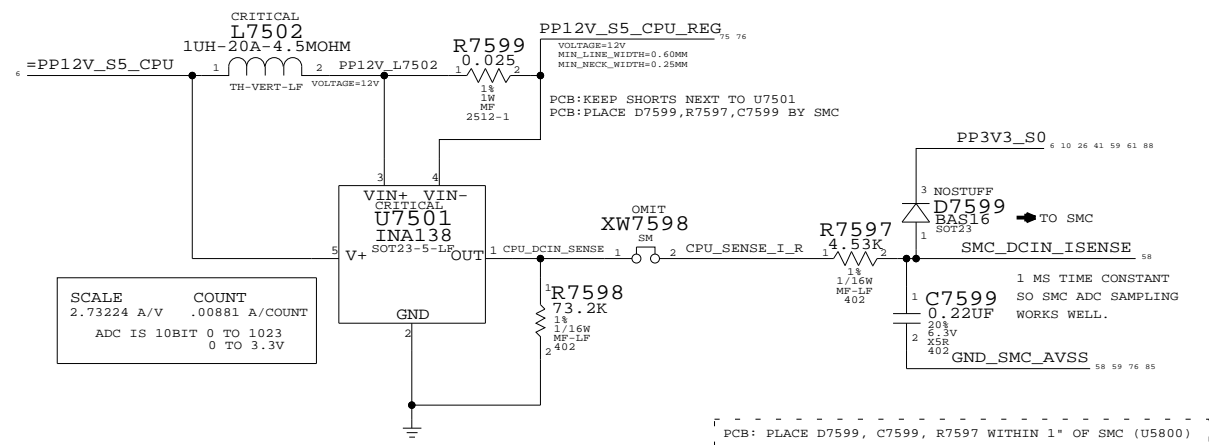 CRITICAL
L7502
1UH-20A-4.5MOHM
=PP12V_S5_CPU
6
1
2
TH-VERT-LF
PP12V_L7502
VOLTAGE=12V
R7599
0.025
1
2
1%
1W
MF
2512-1
PP12V_S5_CPU_REG
75 76
VOLTAGE=12V
MIN_LINE_WIDTH=0.60MM
MIN_NECK_WIDTH=0.25MM
PCB:KEEP SHORTS NEXT TO U7501
PCB:PLACE D7599,R7597,C7599 BY SMC
3
4
VIN+ VIN-
CRITICAL
U7501
INA138
SOT23-5-LF
5
V+
OUT
1
GND
2
CPU_DCIN_SENSE
OMIT
XW7598
SM
1
2
CPU_SENSE_I_R
1
R7598
73.2K
1%
1/16W
MF-LF
402
2
R7597
4.53K
1
2
1%
1/16W
MF-LF
402
PP3V3_S0
6 10 26 41 59 61 88
3
NOSTUFF
D7599
BAS16
SOT23
1
TO SMC
SMC_DCIN_ISENSE
58
1 MS TIME CONSTANT
SO SMC ADC SAMPLING
WORKS WELL.
1
C7599
0.22UF
20%
6.3V
X5R
402
2
GND_SMC_AVSS
58 59 76 85
SCALE COUNT
2.73224 A/V .00881 A/COUNT
ADC IS 10BIT 0 TO 1023
0 TO 3.3V
PCB: PLACE D7599, C7599, R7597 WITHIN 1" OF SMC (U5800)